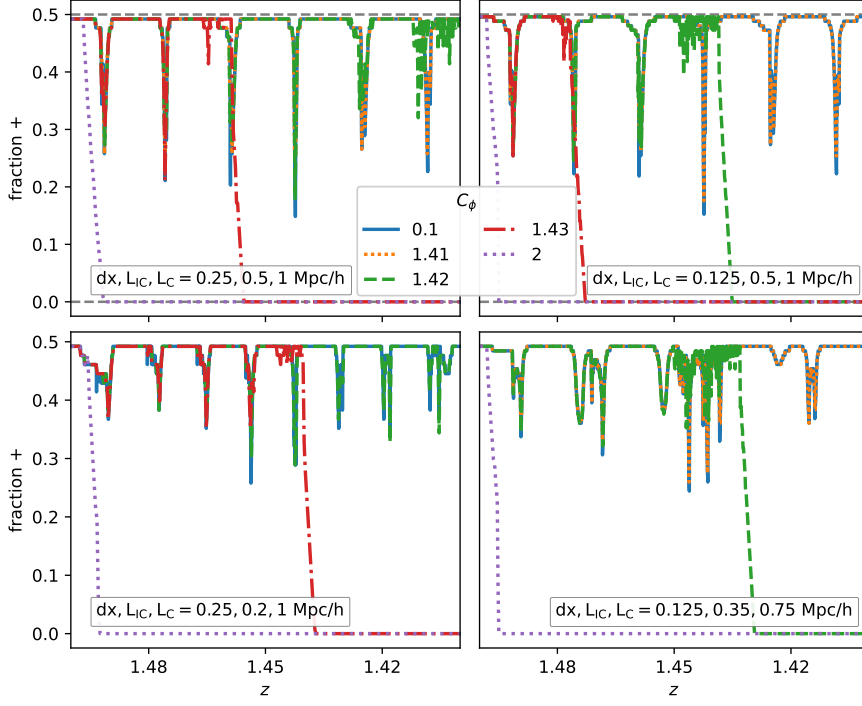 0.5
0.4
0.3
0.2
0.1
0.0
fraction +
dx, L_IC, L_C = 0.25, 0.5, 1 Mpc/h
dx, L_IC, L_C = 0.125, 0.5, 1 Mpc/h
C_ϕ
0.1
1.41
1.42
1.43
2
0.5
0.4
0.3
0.2
0.1
0.0
fraction +
dx, L_IC, L_C = 0.25, 0.2, 1 Mpc/h
dx, L_IC, L_C = 0.125, 0.35, 0.75 Mpc/h
1.48 1.45 1.42
z
1.48 1.45 1.42
z